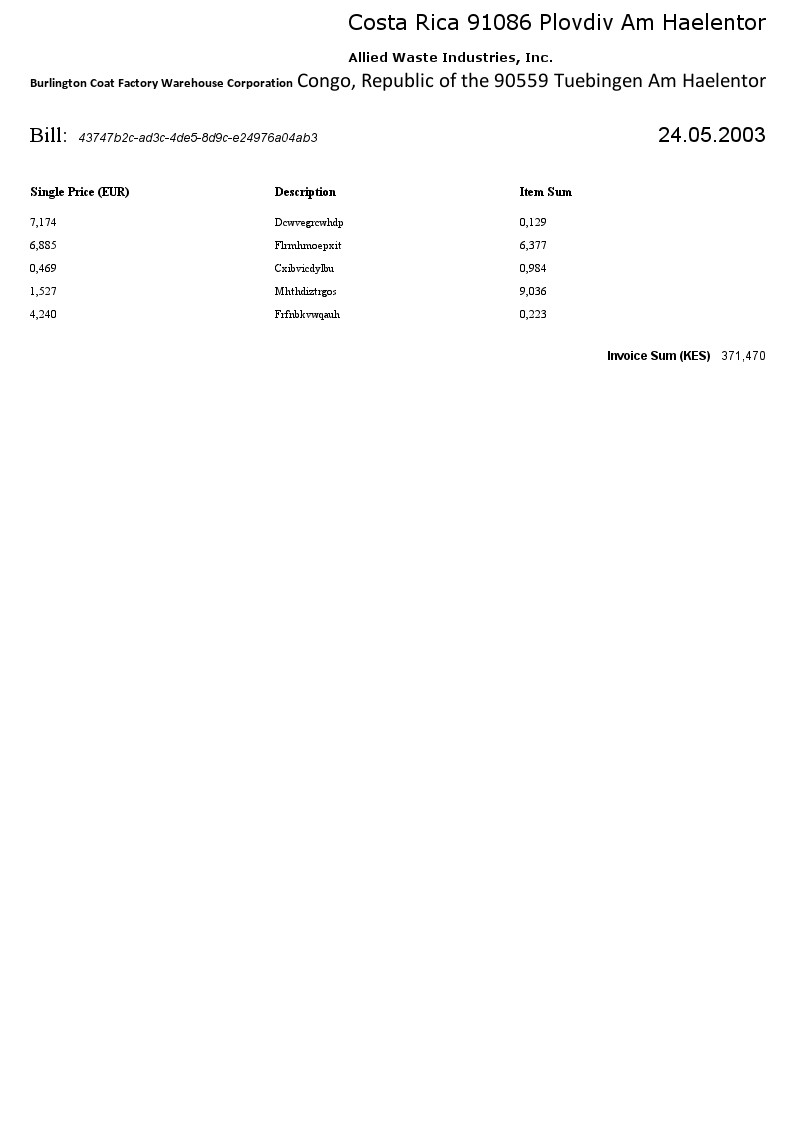 Costa Rica 91086 Plovdiv Am Haelentor
Allied Waste Industries, Inc.
Burlington Coat Factory Warehouse Corporation Congo, Republic of the 90559 Tuebingen Am Haelentor
Bill: 43747b2c-ad3c-4de5-8d9c-e24976a04ab3 24.05.2003
Single Price (EUR) Description Item Sum
7,174 Dcwvegrcwhdp 0,129
6,885 Flrmhmoepxit 6,377
0,469 Cxibvicdylbu 0,984
1,527 Mhthdiztrgos 9,036
4,240 Frfnbkvwqauh 0,223
Invoice Sum (KES) 371,470